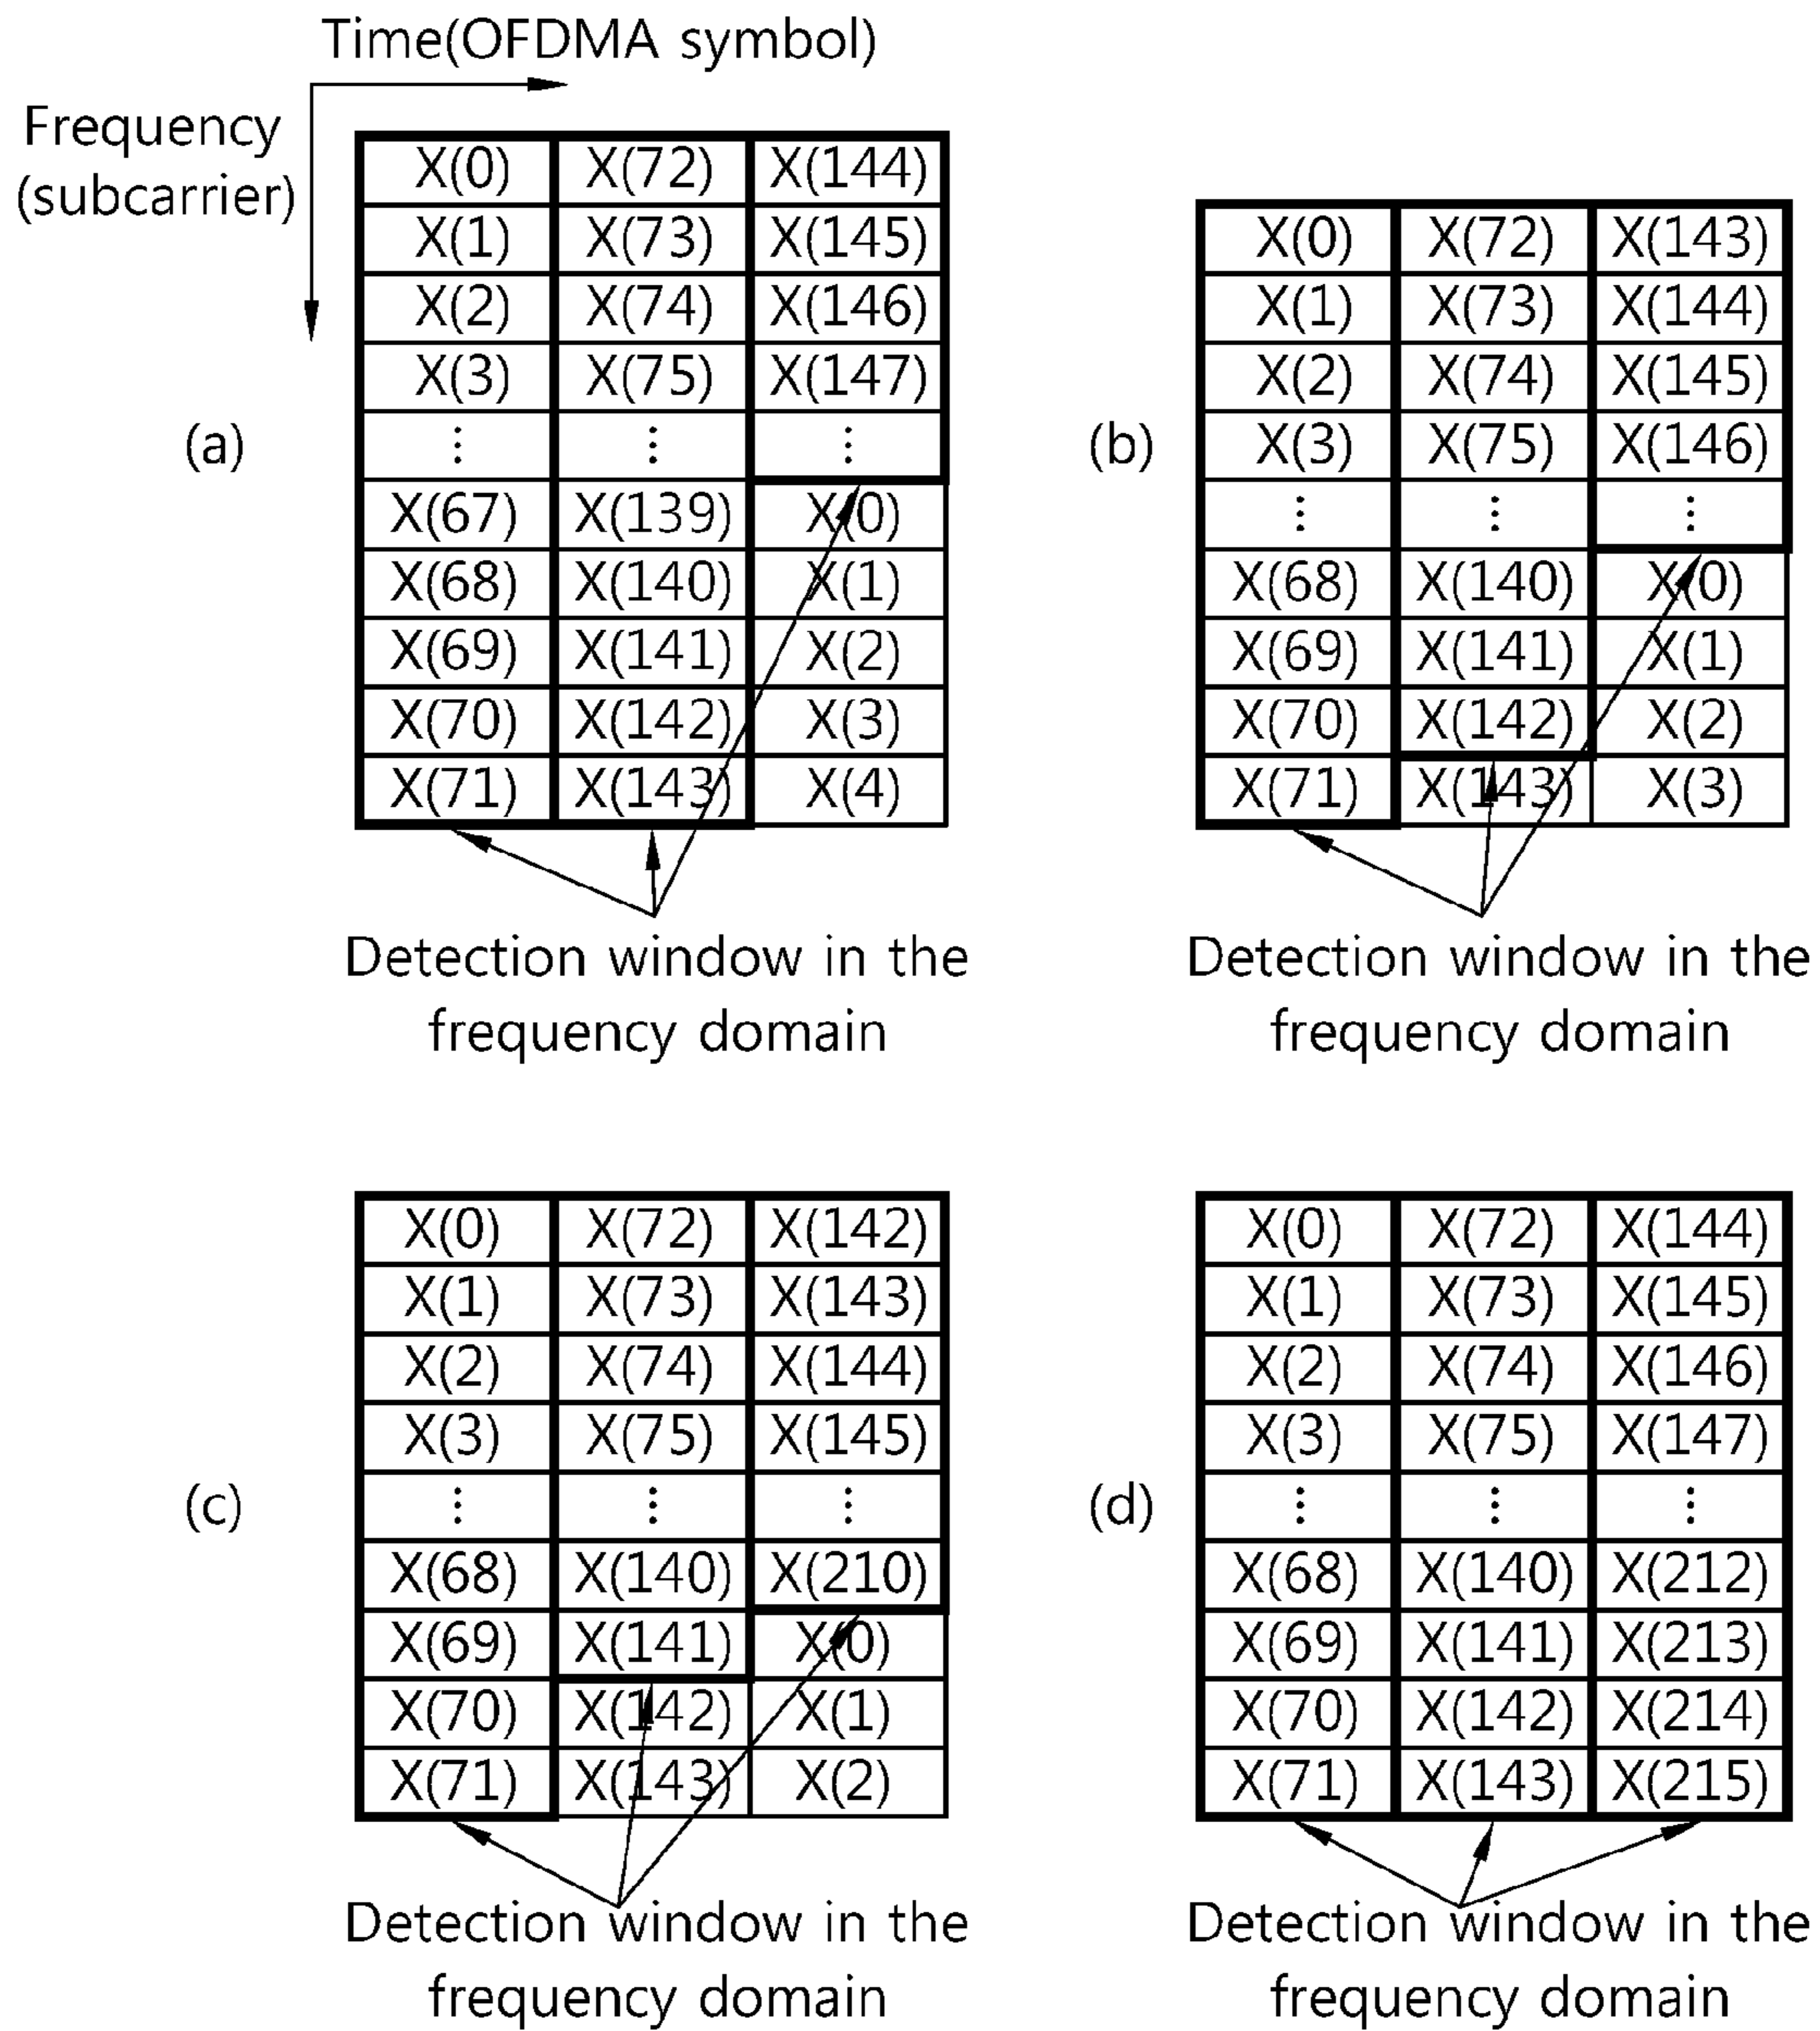 Time(OFDMA symbol)
Frequency
(subcarrier)
(a)
X(0) X(72) X(144)
X(1) X(73) X(145)
X(2) X(74) X(146)
X(3) X(75) X(147)
⋮ ⋮ ⋮
X(67) X(139) X(0)
X(68) X(140) X(1)
X(69) X(141) X(2)
X(70) X(142) X(3)
X(71) X(143) X(4)
Detection window in the
frequency domain
(b)
X(0) X(72) X(143)
X(1) X(73) X(144)
X(2) X(74) X(145)
X(3) X(75) X(146)
⋮ ⋮ ⋮
X(68) X(140) X(0)
X(69) X(141) X(1)
X(70) X(142) X(2)
X(71) X(143) X(3)
Detection window in the
frequency domain
(c)
X(0) X(72) X(142)
X(1) X(73) X(143)
X(2) X(74) X(144)
X(3) X(75) X(145)
⋮ ⋮ ⋮
X(68) X(140) X(210)
X(69) X(141) X(0)
X(70) X(142) X(1)
X(71) X(143) X(2)
Detection window in the
frequency domain
(d)
X(0) X(72) X(144)
X(1) X(73) X(145)
X(2) X(74) X(146)
X(3) X(75) X(147)
⋮ ⋮ ⋮
X(68) X(140) X(212)
X(69) X(141) X(213)
X(70) X(142) X(214)
X(71) X(143) X(215)
Detection window in the
frequency domain